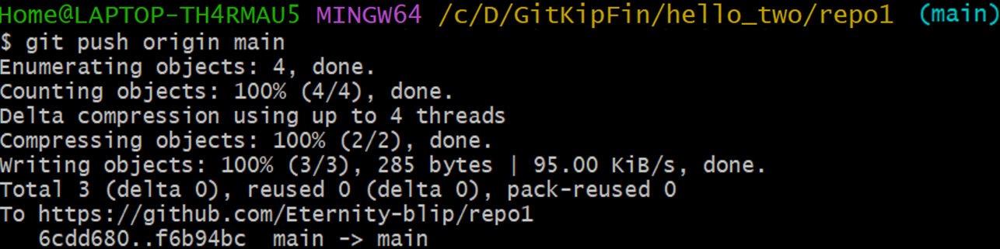 Home@LAPTOP-TH4RMAU5 MINGW64 /c/D/GitKipFin/hello_two/repo1 (main)
$ git push origin main
Enumerating objects: 4, done.
Counting objects: 100% (4/4), done.
Delta compression using up to 4 threads
Compressing objects: 100% (2/2), done.
Writing objects: 100% (3/3), 285 bytes | 95.00 KiB/s, done.
Total 3 (delta 0), reused 0 (delta 0), pack-reused 0
To https://github.com/Eternity-blip/repo1
   6cdd680..f6b94bc  main -> main